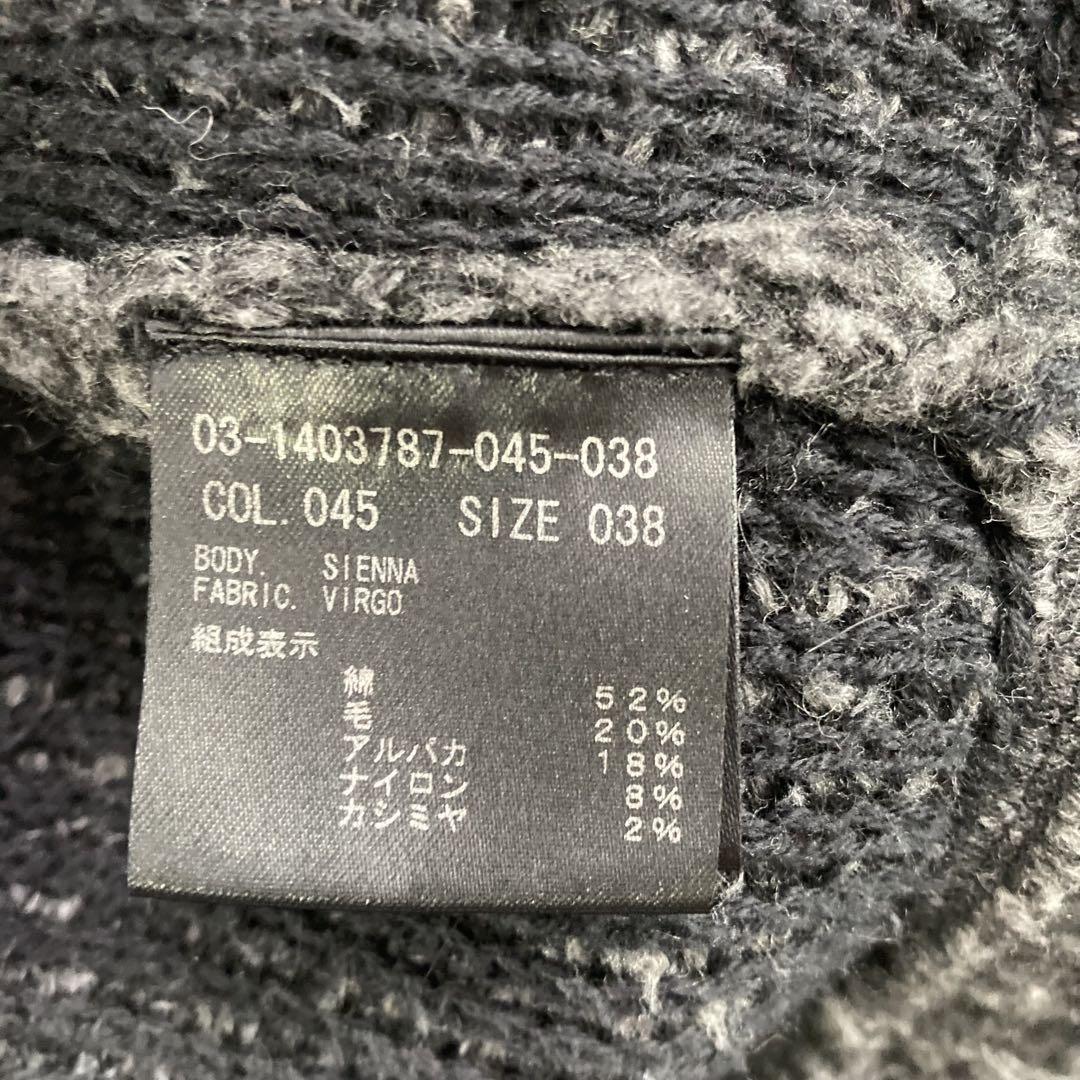 03-1403787-045-038
COL. 045 SIZE 038
BODY. SIENNA
FABRIC. VIRGO
組成表示
綿 52%
毛 20%
アルパカ 18%
ナイロン 8%
カシミヤ 2%